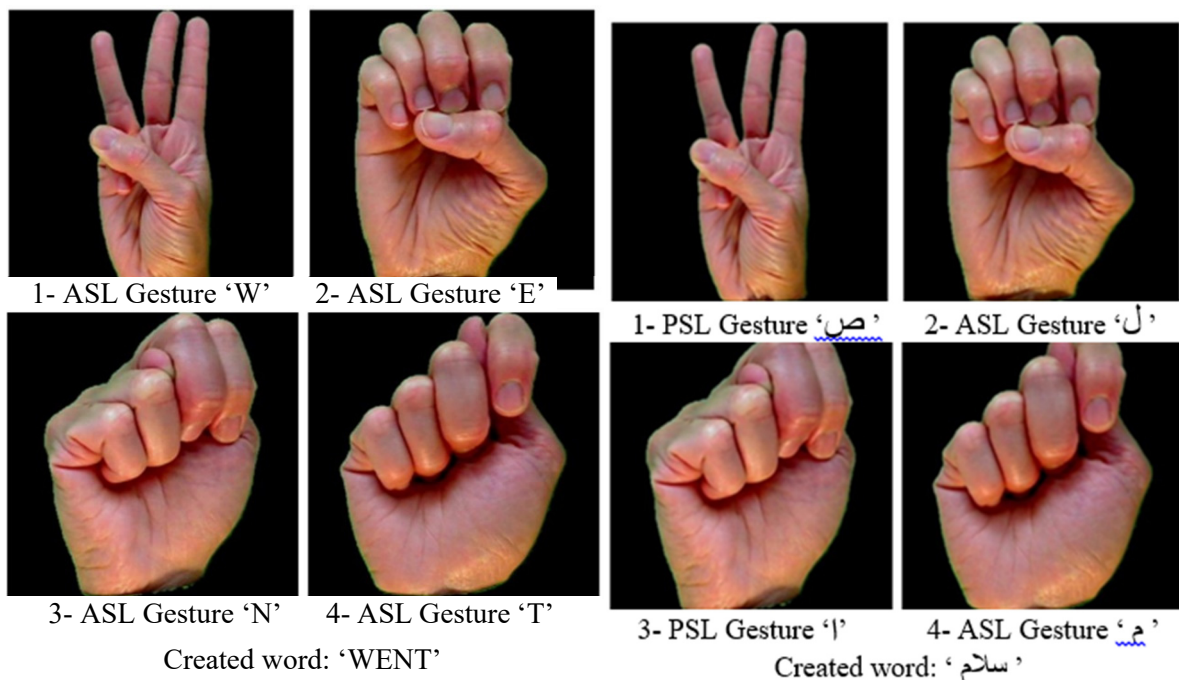 1- ASL Gesture ‘W’
2- ASL Gesture ‘E’
3- ASL Gesture ‘N’
4- ASL Gesture ‘T’
Created word: ‘WENT’
1- PSL Gesture ‘ص ’
2- ASL Gesture ‘ل ’
3- PSL Gesture ‘ا’
4- ASL Gesture ‘م ’
Created word: ‘سلام ’